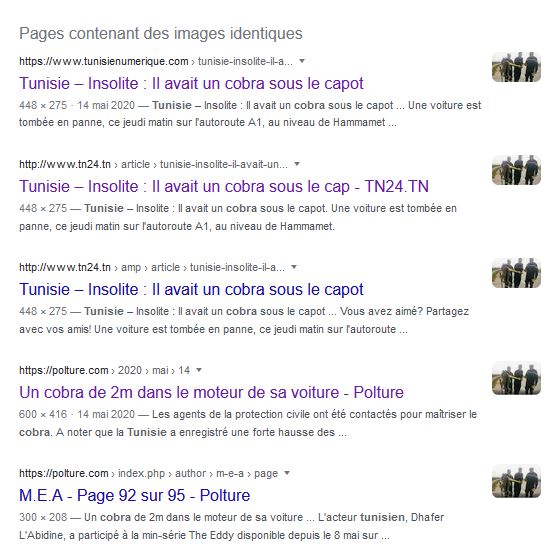 Pages contenant des images identiques
https://www.tunisienumerique.com › tunisie-insolite-il-a...
Tunisie – Insolite : Il avait un cobra sous le capot
448 × 275 · 14 mai 2020 — Tunisie – Insolite : Il avait un cobra sous le capot ... Une voiture est
tombée en panne, ce jeudi matin sur l'autoroute A1, au niveau de Hammamet ...
http://www.tn24.tn › article › tunisie-insolite-il-avait-un...
Tunisie – Insolite : Il avait un cobra sous le cap - TN24.TN
448 × 275 — Tunisie – Insolite : Il avait un cobra sous le capot. Une voiture est tombée en
panne, ce jeudi matin sur l'autoroute A1, au niveau de Hammamet.
http://www.tn24.tn › amp › article › tunisie-insolite-il-a...
Tunisie – Insolite : Il avait un cobra sous le capot
448 × 275 — Tunisie – Insolite : Il avait un cobra sous le capot ... Vous avez aimé? Partagez
avec vos amis! Une voiture est tombée en panne, ce jeudi matin sur l'autoroute ...
https://polture.com › 2020 › mai › 14
Un cobra de 2m dans le moteur de sa voiture - Polture
600 × 416 · 14 mai 2020 — Les agents de la protection civile ont été contactés pour maîtriser le
cobra. A noter que la Tunisie a enregistré une forte hausse des ...
https://polture.com › index.php › author › m-e-a › page
M.E.A - Page 92 sur 95 - Polture
300 × 208 — Un cobra de 2m dans le moteur de sa voiture ... L'acteur tunisien, Dhafer
L'Abidine, a participé à la min-série The Eddy disponible depuis le 8 mai sur ...